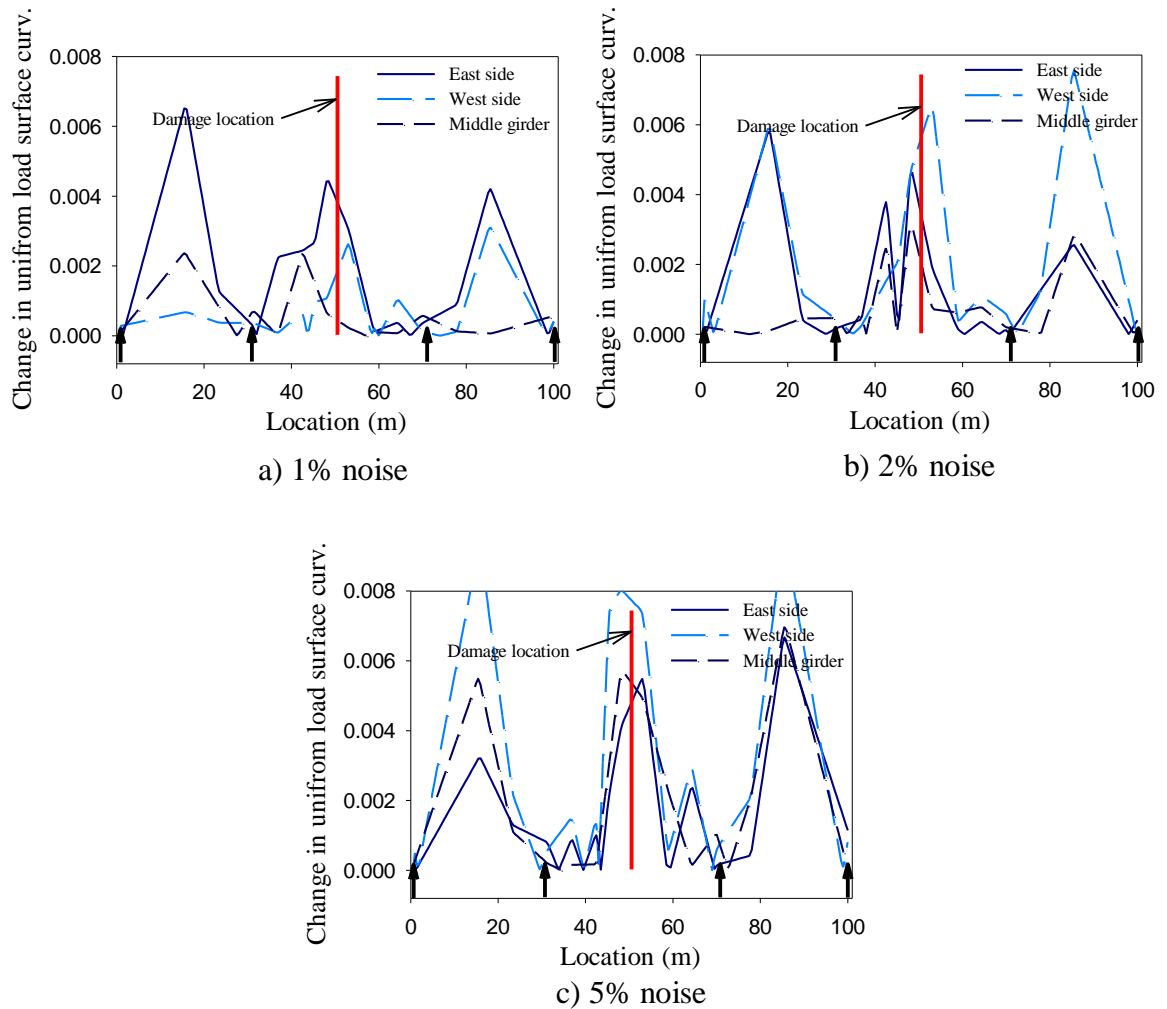 Change in unifrom load surface curv.
0.008
0.006
0.004
0.002
0.000
East side
West side
Middle girder
Damage location
0 20 40 60 80 100
Location (m)
a) 1% noise
Change in unifrom load surface curv.
0.008
0.006
0.004
0.002
0.000
East side
West side
Middle girder
Damage location
0 20 40 60 80 100
Location (m)
b) 2% noise
Change in unifrom load surface curv.
0.008
0.006
0.004
0.002
0.000
East side
West side
Middle girder
Damage location
0 20 40 60 80 100
Location (m)
c) 5% noise